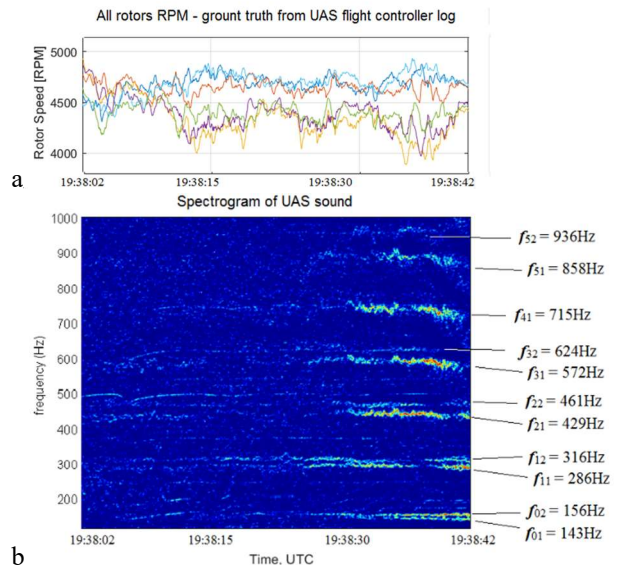 All rotors RPM - grount truth from UAS flight controller log
Rotor Speed [RPM]
5000
4500
4000
19:38:02 19:38:15 19:38:30 19:38:42
a
Spectrogram of UAS sound
frequency (Hz)
1000
900
800
700
600
500
400
300
200
f52 = 936Hz
f51 = 858Hz
f41 = 715Hz
f32 = 624Hz
f31 = 572Hz
f22 = 461Hz
f21 = 429Hz
f12 = 316Hz
f11 = 286Hz
f02 = 156Hz
f01 = 143Hz
19:38:02 19:38:15 19:38:30 19:38:42
Time, UTC
b